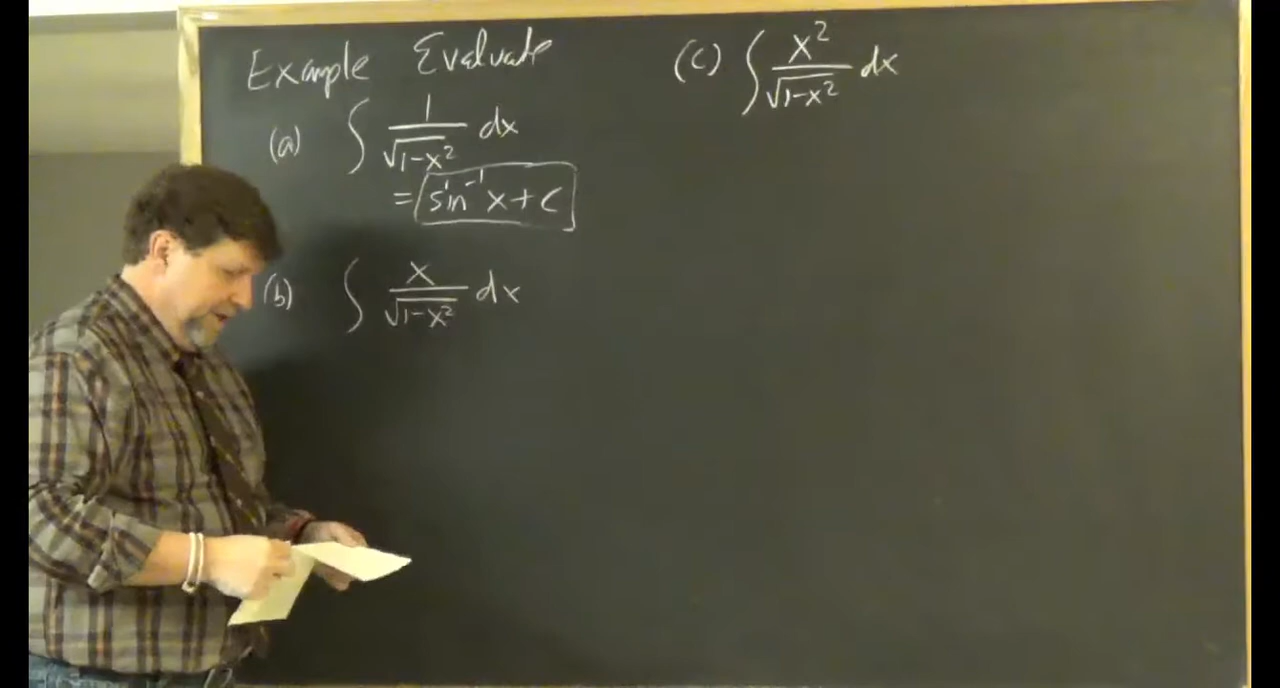 Example Evaluate
(a) ∫ 1/√(1-x²) dx
= sin⁻¹ x + C
(b) ∫ x/√(1-x²) dx
(c) ∫ x²/√(1-x²) dx